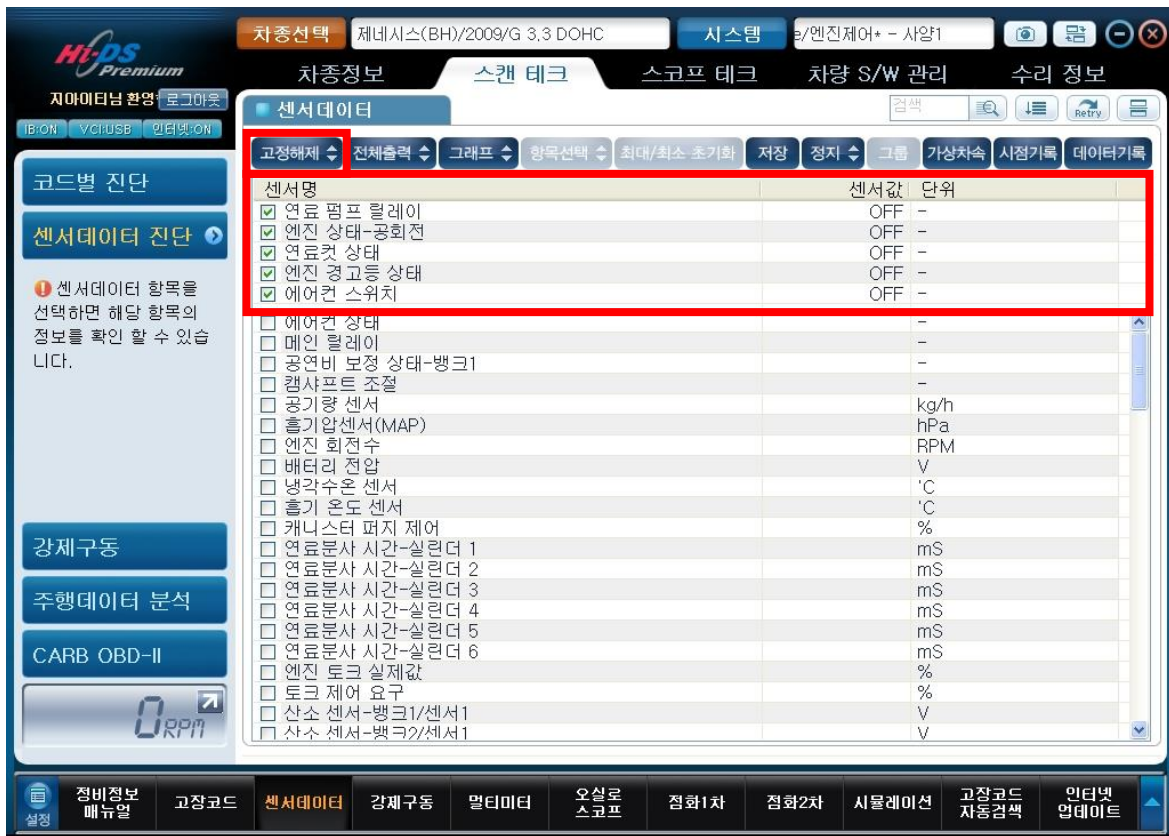 Hi-DS
Premium
차종선택 제네시스(BH)/2009/G 3,3 DOHC 시스템 e/엔진제어* - 사양1
차종정보 스캔 테크 스코프 테크 차량 S/W 관리 수리 정보
지아이티님 환영 로그아웃
IB:ON VCI:USB 인터넷:ON
센서데이터 검색 Retry
고정해제 전체출력 그래프 항목선택 최대/최소 초기화 저장 정지 그룹 가상차속 시점기록 데이터기록
코드별 진단
센서데이터 진단
센서데이터 항목을
선택하면 해당 항목의
정보를 확인 할 수 있습
니다.
강제구동
주행데이터 분석
CARB OBD-II
0 RPM
센서명 센서값 단위
연료 펌프 릴레이 OFF -
엔진 상태-공회전 OFF -
연료컷 상태 OFF -
엔진 경고등 상태 OFF -
에어컨 스위치 OFF -
에어컨 상태 -
메인 릴레이 -
공연비 보정 상태-뱅크1 -
캠샤프트 조절 -
공기량 센서 kg/h
흡기압센서(MAP) hPa
엔진 회전수 RPM
배터리 전압 V
냉각수온 센서 'C
흡기 온도 센서 'C
캐니스터 퍼지 제어 %
연료분사 시간-실린더 1 mS
연료분사 시간-실린더 2 mS
연료분사 시간-실린더 3 mS
연료분사 시간-실린더 4 mS
연료분사 시간-실린더 5 mS
연료분사 시간-실린더 6 mS
엔진 토크 실제값 %
토크 제어 요구 %
산소 센서-뱅크1/센서1 V
산소 센서-뱅크2/센서1 V
설정
정비정보
매뉴얼
고장코드
센서데이터
강제구동
멀티미터
오실로
스코프
점화1차
점화2차
시뮬레이션
고장코드
자동검색
인터넷
업데이트